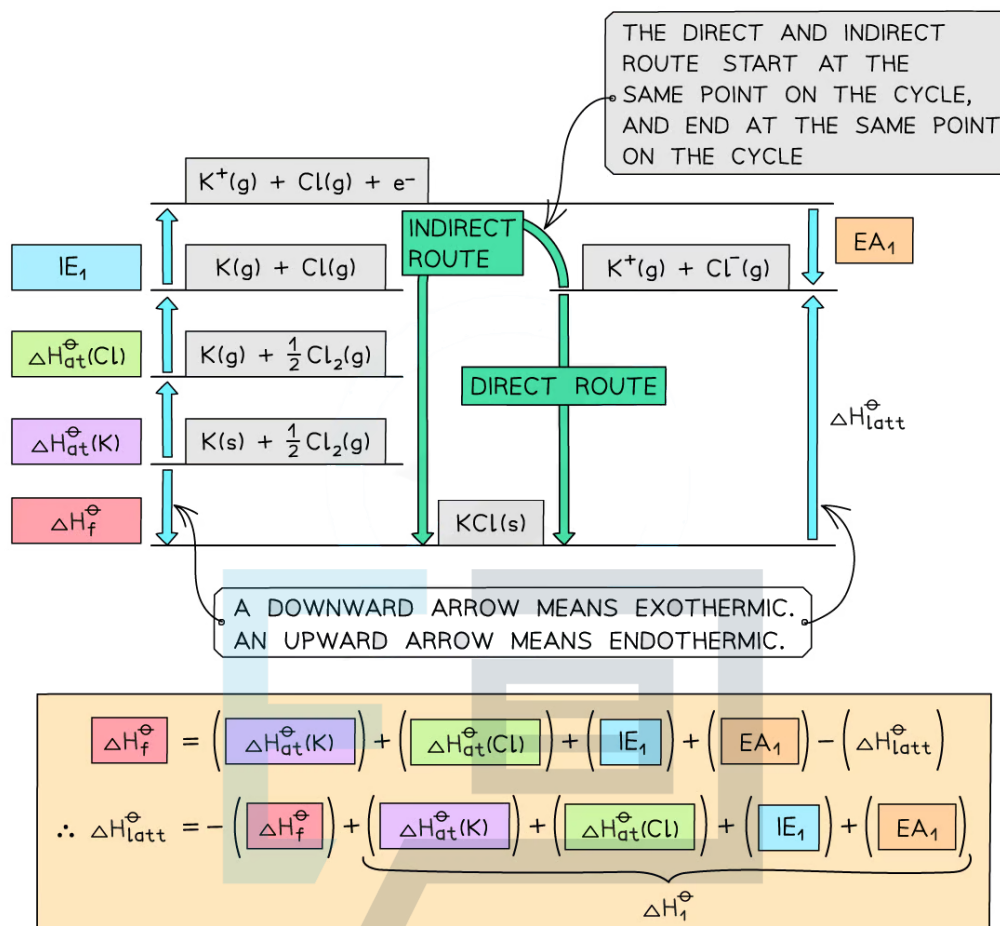 THE DIRECT AND INDIRECT
ROUTE START AT THE
SAME POINT ON THE CYCLE,
AND END AT THE SAME POINT
ON THE CYCLE
K⁺(g) + Cl(g) + e⁻
INDIRECT
ROUTE
EA₁
IE₁
K(g) + Cl(g)
K⁺(g) + Cl⁻(g)
△H⦵at(Cl)
K(g) + ½Cl₂(g)
DIRECT ROUTE
△H⦵latt
△H⦵at(K)
K(s) + ½Cl₂(g)
△H⦵f
KCl(s)
A DOWNWARD ARROW MEANS EXOTHERMIC.
AN UPWARD ARROW MEANS ENDOTHERMIC.
△H⦵f = (△H⦵at(K)) + (△H⦵at(Cl)) + (IE₁) + (EA₁) − (△H⦵latt)
∴ △H⦵latt = − (△H⦵f) + (△H⦵at(K)) + (△H⦵at(Cl)) + (IE₁) + (EA₁)
△H⦵1